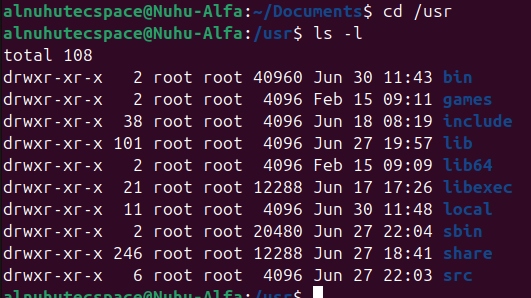 alnuhutecspace@Nuhu-Alfa:~/Documents$ cd /usr
alnuhutecspace@Nuhu-Alfa:/usr$ ls -l
total 108
drwxr-xr-x   2 root root 40960 Jun 30 11:43 bin
drwxr-xr-x   2 root root  4096 Feb 15 09:11 games
drwxr-xr-x  38 root root  4096 Jun 18 08:19 include
drwxr-xr-x 101 root root  4096 Jun 27 19:57 lib
drwxr-xr-x   2 root root  4096 Feb 15 09:09 lib64
drwxr-xr-x  21 root root 12288 Jun 17 17:26 libexec
drwxr-xr-x  11 root root  4096 Jun 30 11:48 local
drwxr-xr-x   2 root root 20480 Jun 27 22:04 sbin
drwxr-xr-x 246 root root 12288 Jun 27 18:41 share
drwxr-xr-x   6 root root  4096 Jun 27 22:03 src
alnuhutecspace@Nuhu-Alfa:/usr$